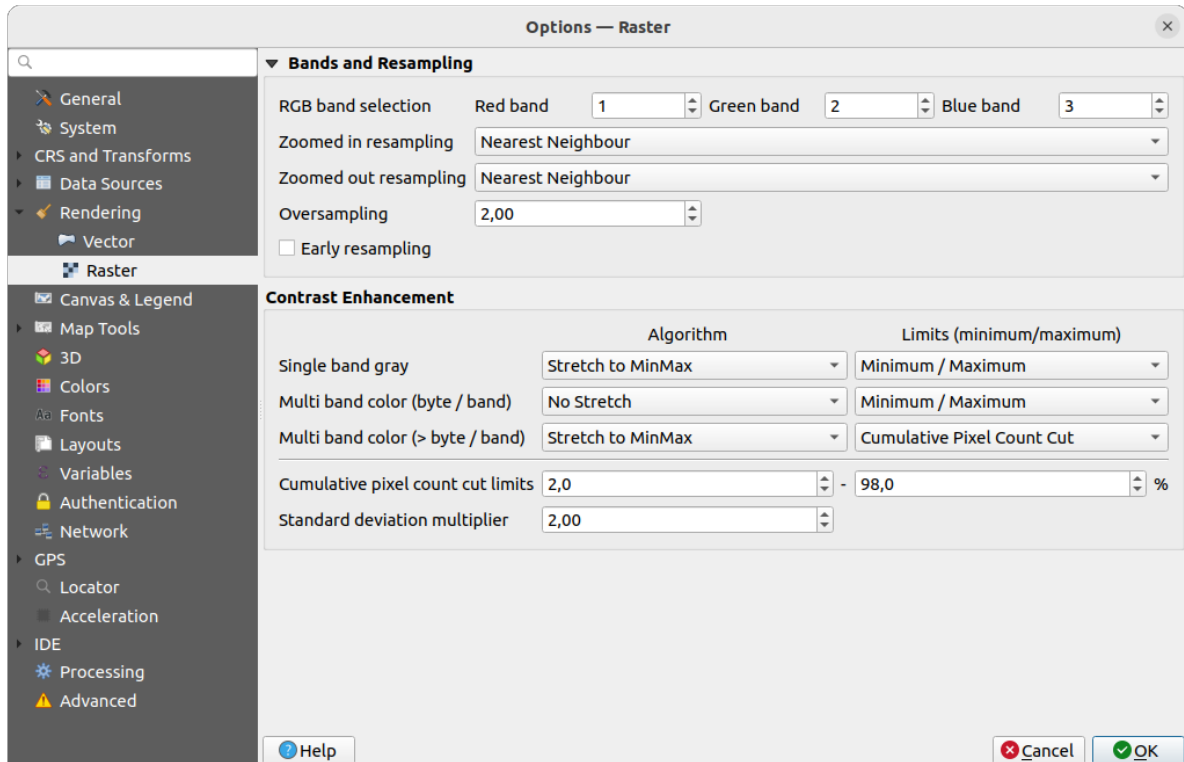 Options — Raster
General
System
CRS and Transforms
Data Sources
Rendering
Vector
Raster
Canvas & Legend
Map Tools
3D
Colors
Aa Fonts
Layouts
ε Variables
Authentication
Network
GPS
Locator
Acceleration
IDE
Processing
Advanced
Bands and Resampling
RGB band selection Red band 1 Green band 2 Blue band 3
Zoomed in resampling Nearest Neighbour
Zoomed out resampling Nearest Neighbour
Oversampling 2,00
Early resampling
Contrast Enhancement
Algorithm Limits (minimum/maximum)
Single band gray Stretch to MinMax Minimum / Maximum
Multi band color (byte / band) No Stretch Minimum / Maximum
Multi band color (> byte / band) Stretch to MinMax Cumulative Pixel Count Cut
Cumulative pixel count cut limits 2,0 - 98,0 %
Standard deviation multiplier 2,00
Help Cancel OK